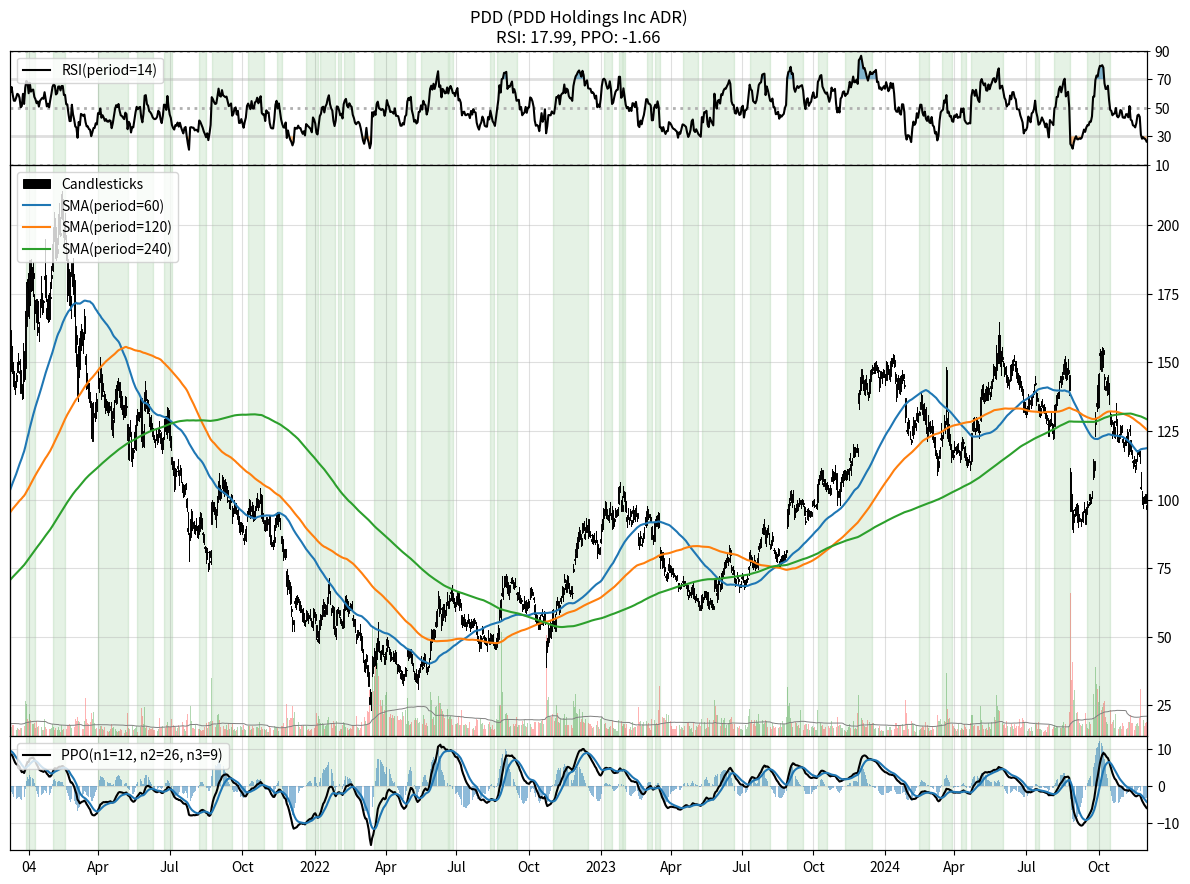 PDD (PDD Holdings Inc ADR)
RSI: 17.99, PPO: -1.66
RSI(period=14)
90
70
50
30
10
Candlesticks
SMA(period=60)
SMA(period=120)
SMA(period=240)
200
175
150
125
100
75
50
25
PPO(n1=12, n2=26, n3=9)
10
0
−10
04 Apr Jul Oct 2022 Apr Jul Oct 2023 Apr Jul Oct 2024 Apr Jul Oct